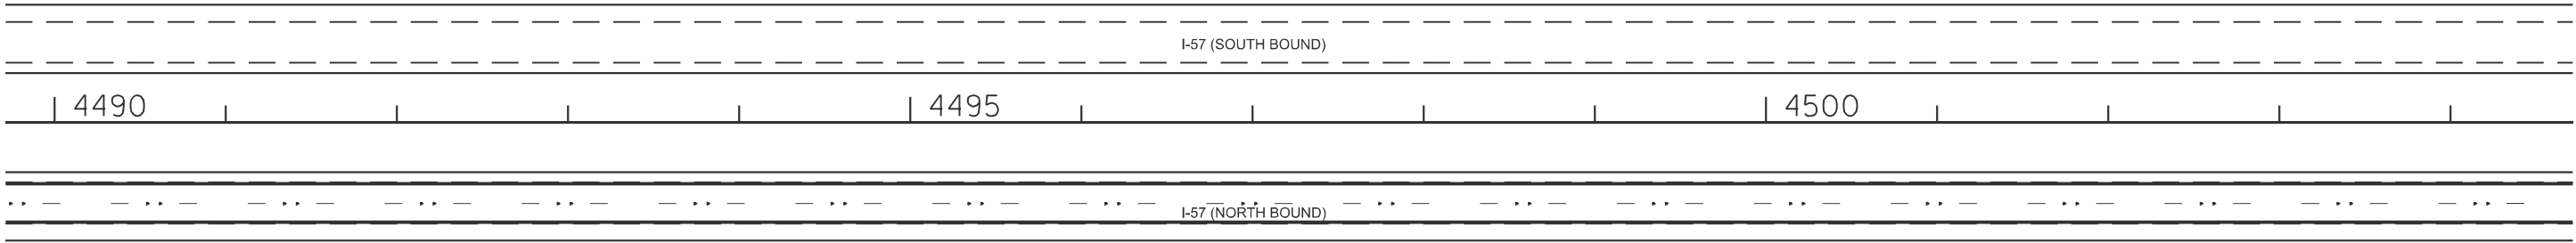 I-57 (SOUTH BOUND)
4490 4495 4500
I-57 (NORTH BOUND)